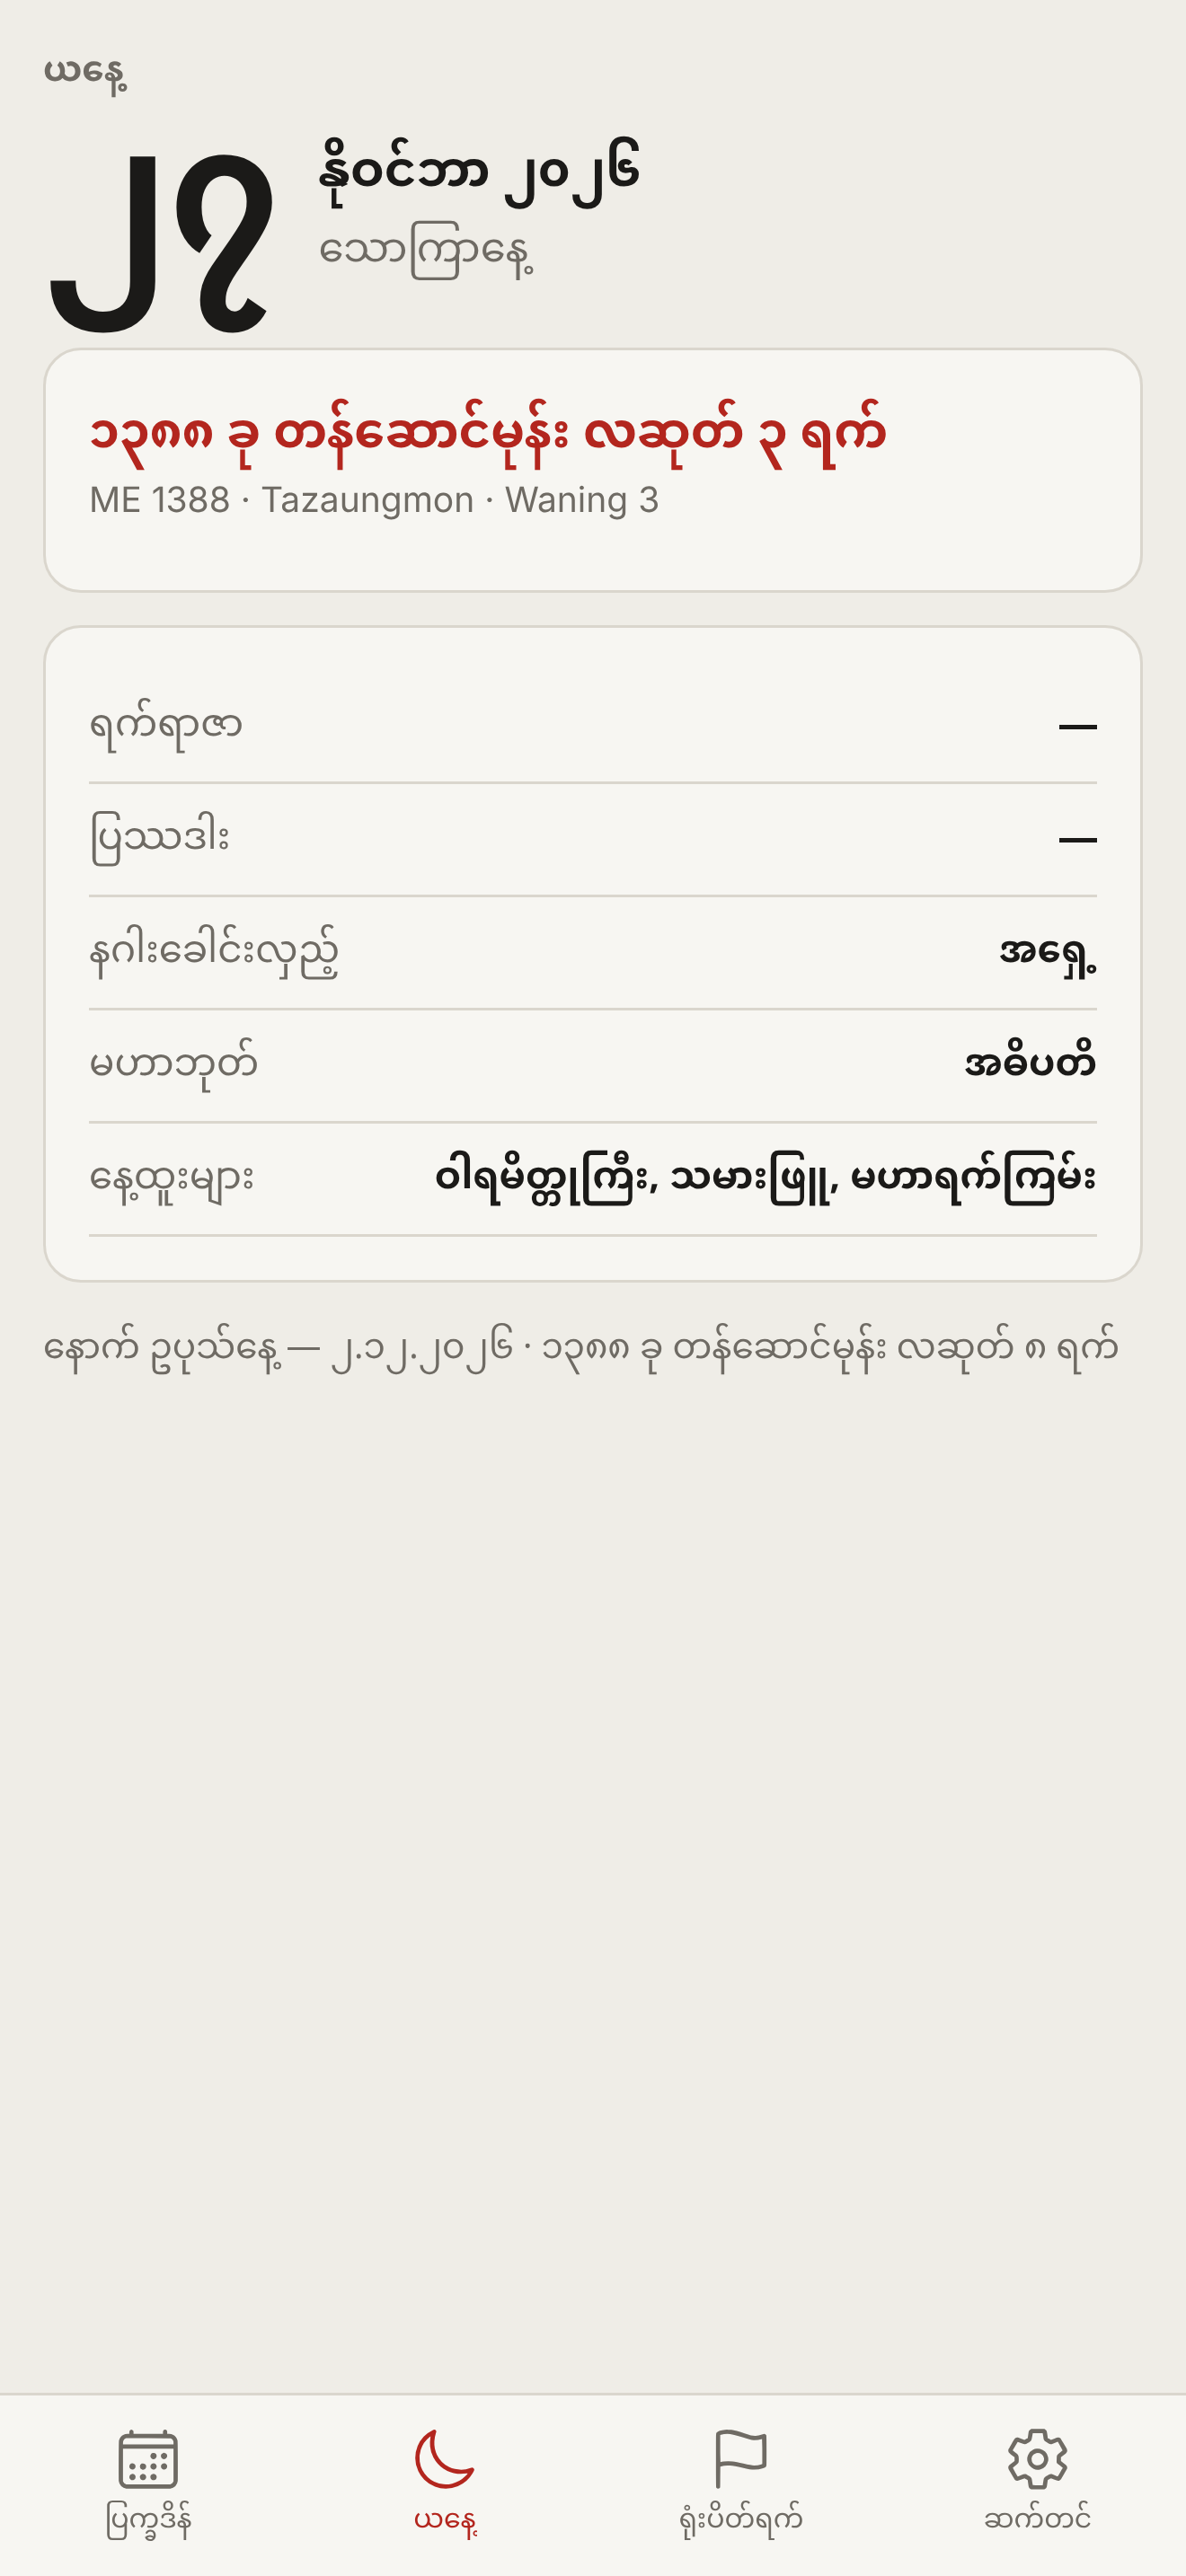 ယနေ့
၂၇
နိုဝင်ဘာ ၂၀၂၆
သောကြာနေ့
၁၃၈၈ ခု တန်ဆောင်မုန်း လဆုတ် ၃ ရက်
ME 1388 · Tazaungmon · Waning 3
ရက်ရာဇာ —
ပြဿဒါး —
နဂါးခေါင်းလှည့် အရှေ့
မဟာဘုတ် အဓိပတိ
နေ့ထူးများ ဝါရမိတ္တုကြီး, သမားဖြူ, မဟာရက်ကြမ်း
နောက် ဥပုသ်နေ့ — ၂.၁၂.၂၀၂၆ · ၁၃၈၈ ခု တန်ဆောင်မုန်း လဆုတ် ၈ ရက်
ပြက္ခဒိန် ယနေ့ ရုံးပိတ်ရက် ဆက်တင်